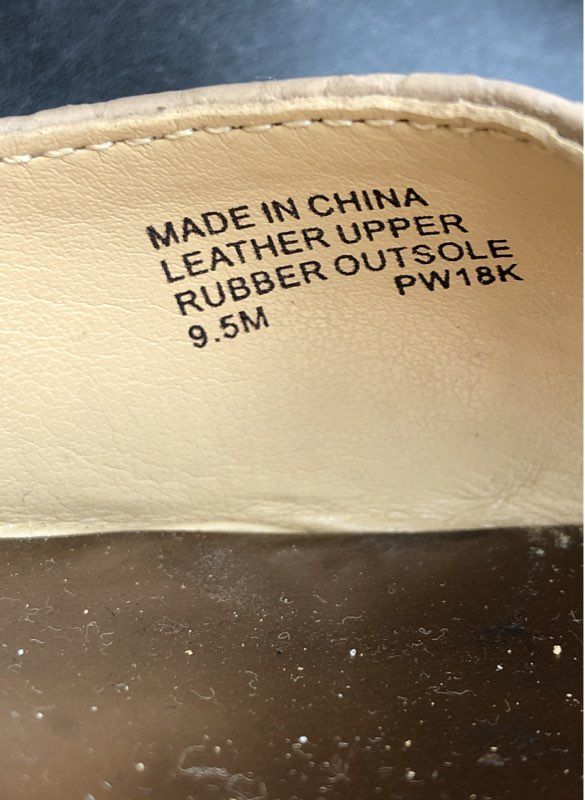 MADE IN CHINA
LEATHER UPPER
RUBBER OUTSOLE
PW18K
9.5M